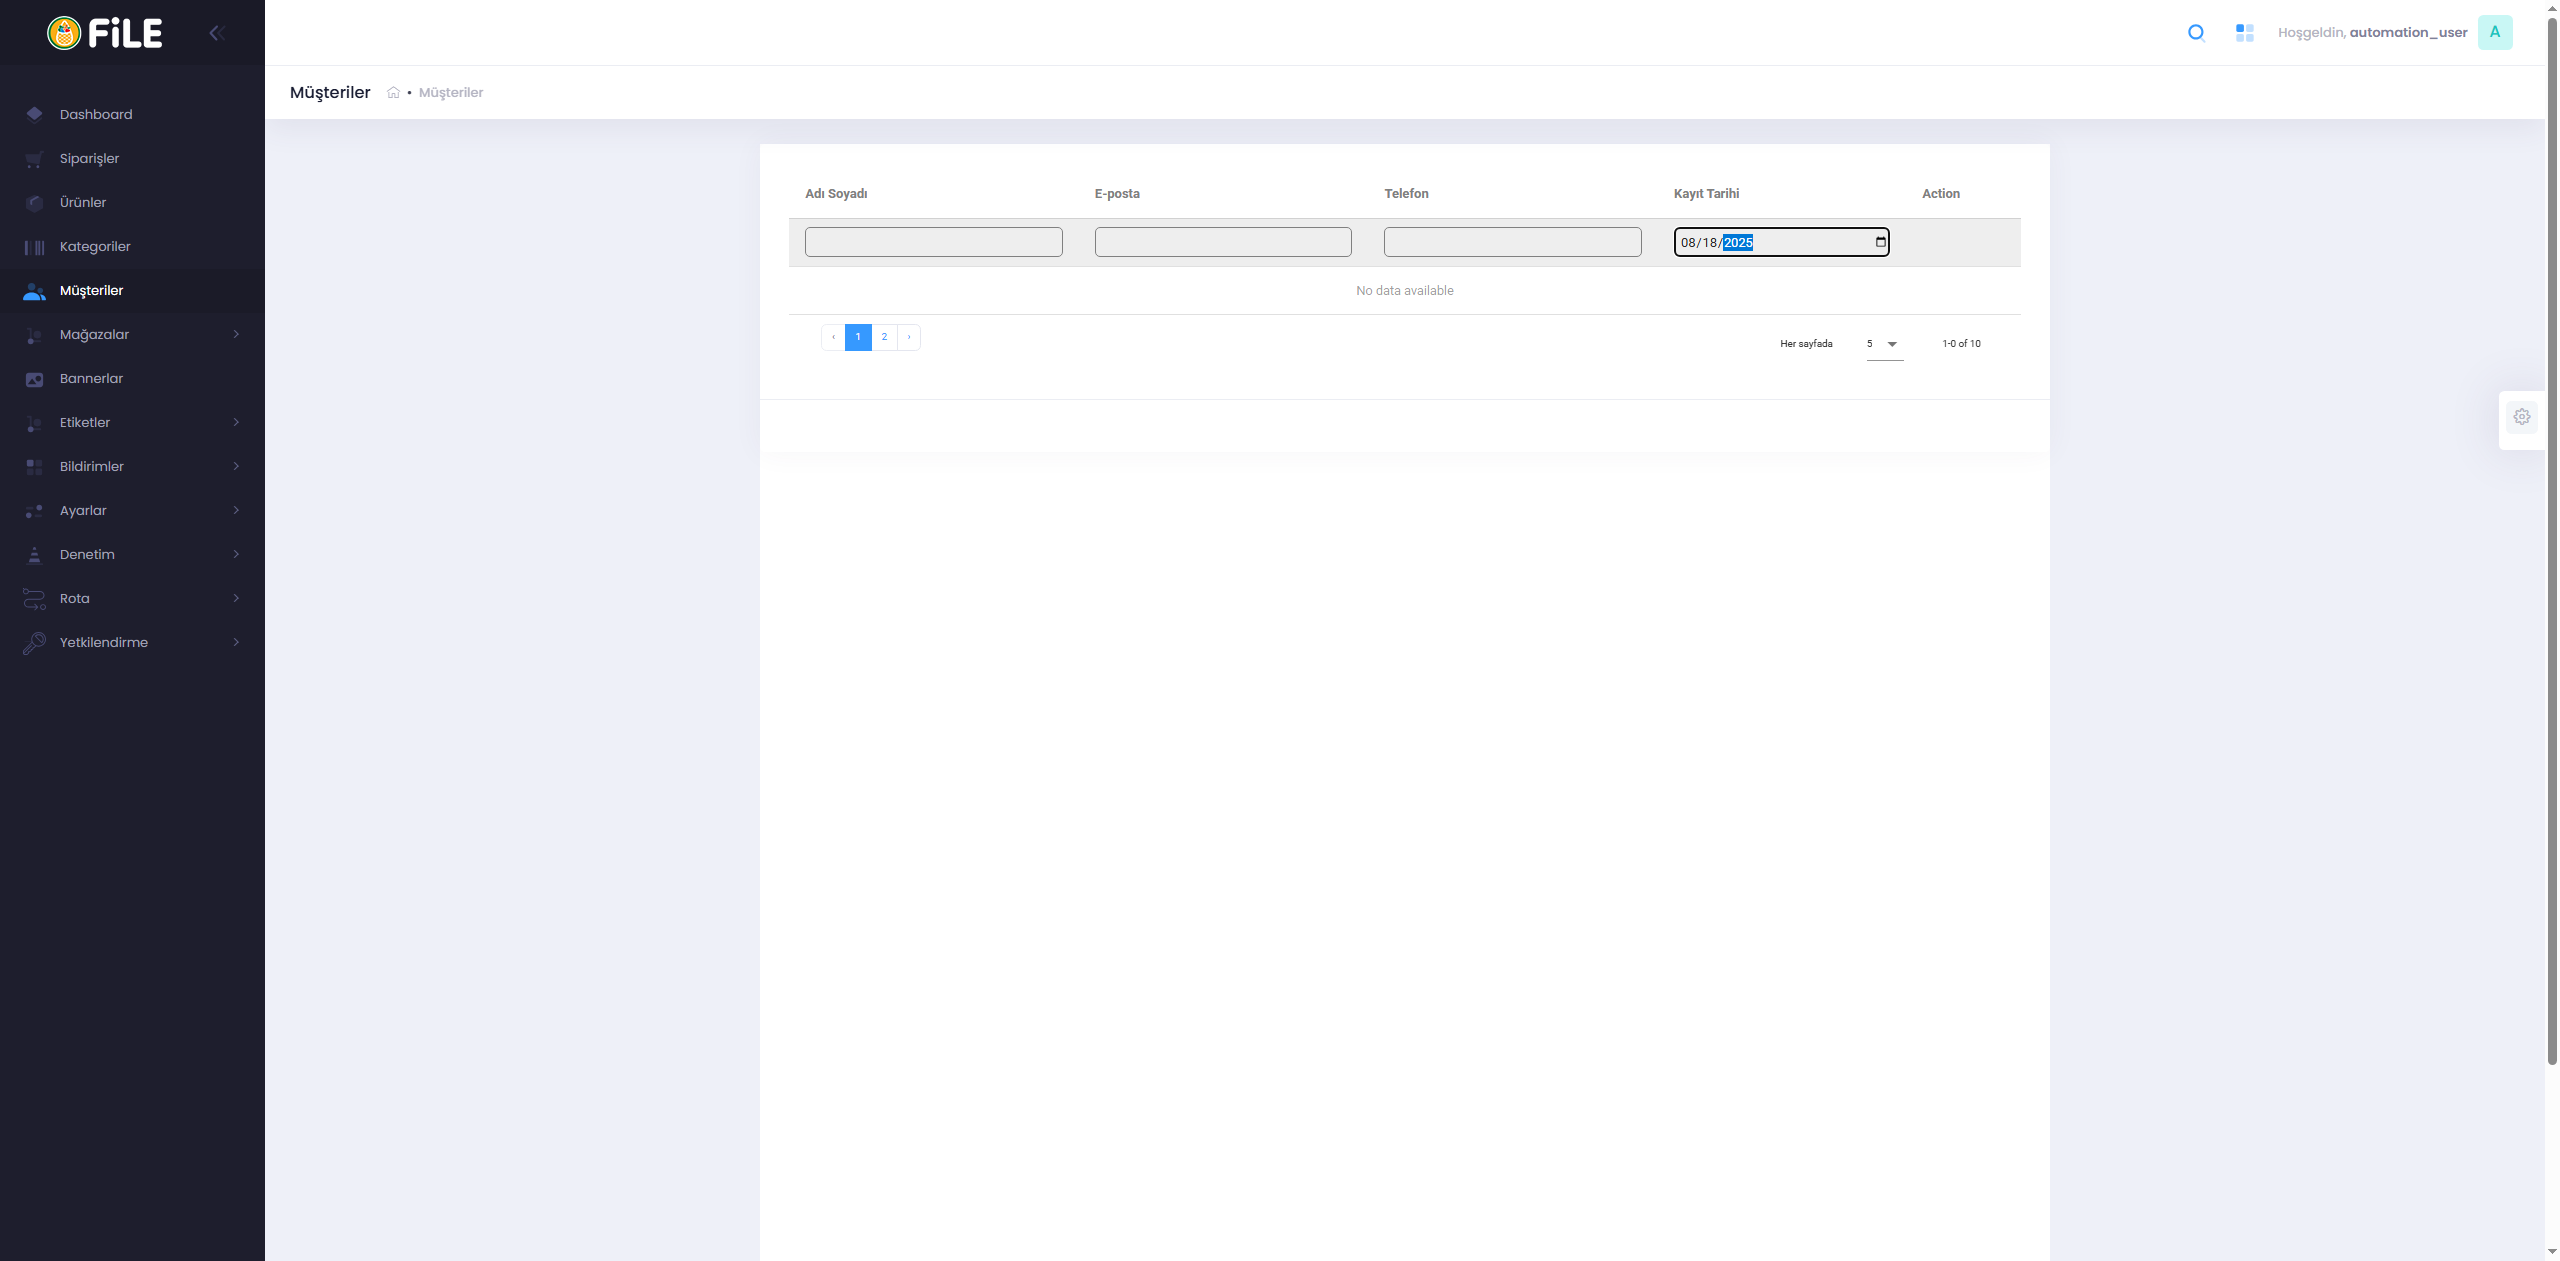 FiLE
Hoşgeldin, automation_user A
Müşteriler • Müşteriler
Dashboard
Siparişler
Ürünler
Kategoriler
Müşteriler
Mağazalar
Bannerlar
Etiketler
Bildirimler
Ayarlar
Denetim
Rota
Yetkilendirme
Adı Soyadı E-posta Telefon Kayıt Tarihi Action
08/18/2025
No data available
‹ 1 2 ›
Her sayfada 5 1-0 of 10